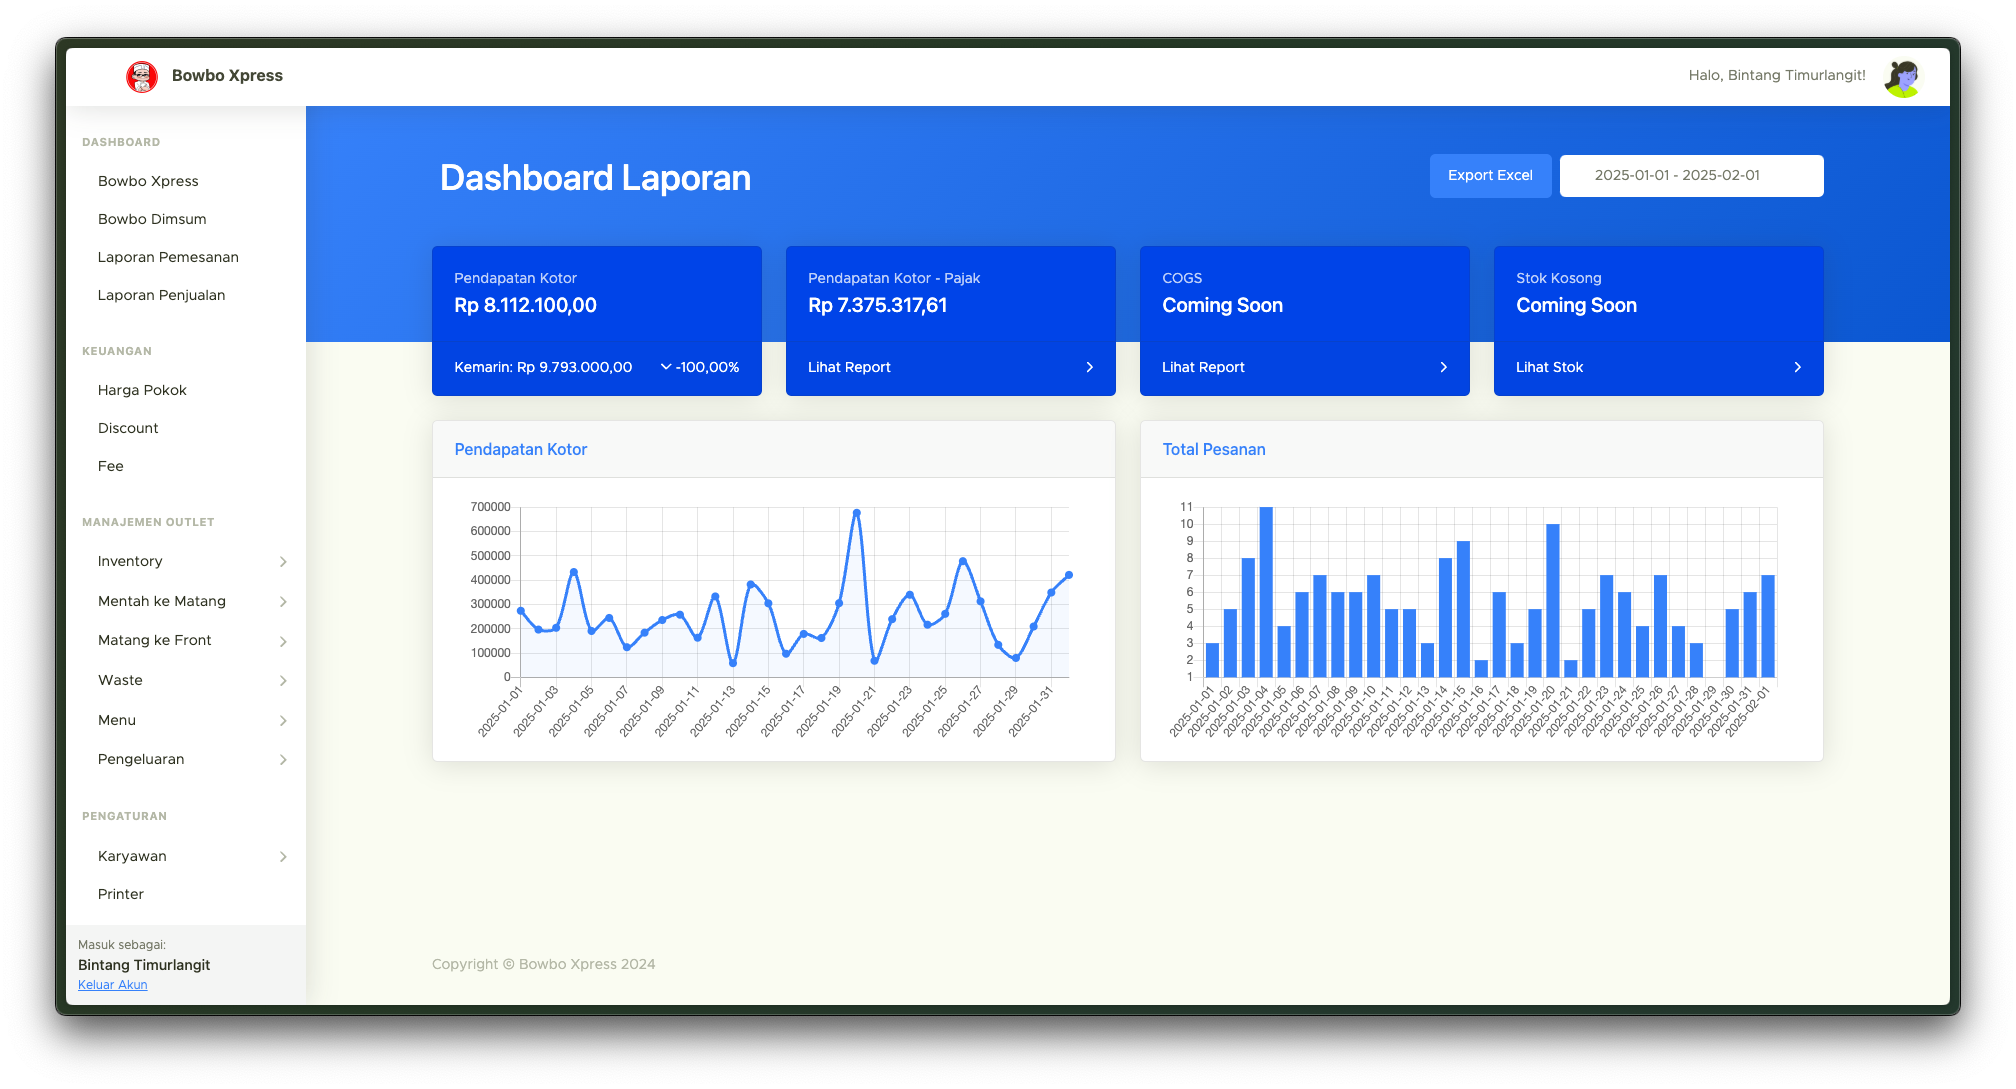 Bowbo Xpress
Halo, Bintang Timurlangit!
DASHBOARD
Bowbo Xpress
Bowbo Dimsum
Laporan Pemesanan
Laporan Penjualan
KEUANGAN
Harga Pokok
Discount
Fee
MANAJEMEN OUTLET
Inventory
Mentah ke Matang
Matang ke Front
Waste
Menu
Pengeluaran
PENGATURAN
Karyawan
Printer
Masuk sebagai:
Bintang Timurlangit
Keluar Akun
Dashboard Laporan
Export Excel
2025-01-01 - 2025-02-01
Pendapatan Kotor
Rp 8.112.100,00
Kemarin: Rp 9.793.000,00
-100,00%
Pendapatan Kotor - Pajak
Rp 7.375.317,61
Lihat Report
COGS
Coming Soon
Lihat Report
Stok Kosong
Coming Soon
Lihat Stok
Pendapatan Kotor
700000
600000
500000
400000
300000
200000
100000
0
2025-01-01
2025-01-03
2025-01-05
2025-01-07
2025-01-09
2025-01-11
2025-01-13
2025-01-15
2025-01-17
2025-01-19
2025-01-21
2025-01-23
2025-01-25
2025-01-27
2025-01-29
2025-01-31
Total Pesanan
11
10
9
8
7
6
5
4
3
2
1
2025-01-01
2025-01-02
2025-01-03
2025-01-04
2025-01-05
2025-01-06
2025-01-07
2025-01-08
2025-01-09
2025-01-10
2025-01-11
2025-01-12
2025-01-13
2025-01-14
2025-01-15
2025-01-16
2025-01-17
2025-01-18
2025-01-19
2025-01-20
2025-01-21
2025-01-22
2025-01-23
2025-01-24
2025-01-25
2025-01-26
2025-01-27
2025-01-28
2025-01-29
2025-01-30
2025-01-31
2025-02-01
Copyright © Bowbo Xpress 2024